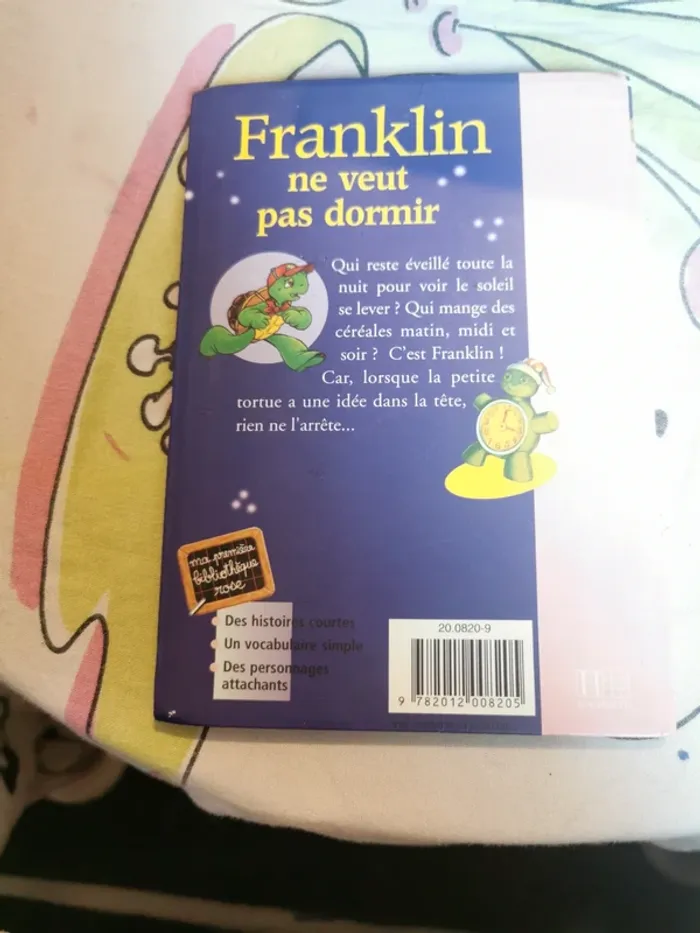 Franklin
ne veut
pas dormir
Qui reste éveillé toute la
nuit pour voir le soleil
se lever ? Qui mange des
céréales matin, midi et
soir ? C'est Franklin !
Car, lorsque la petite
tortue a une idée dans la tête,
rien ne l'arrête...
ma première
bibliothèque
rose
Des histoires courtes
Un vocabulaire simple
Des personnages
attachants
20.0820-9
9 782012 008205